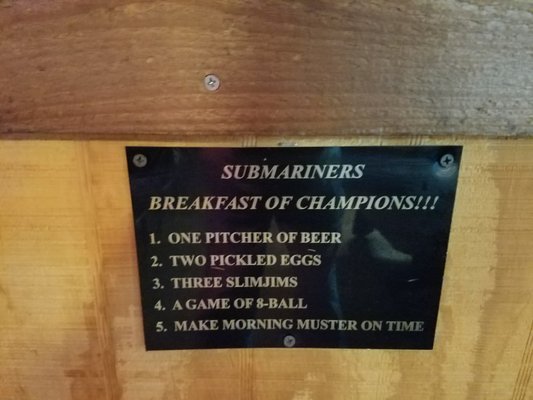 SUBMARINERS
BREAKFAST OF CHAMPIONS!!!
1. ONE PITCHER OF BEER
2. TWO PICKLED EGGS
3. THREE SLIMJIMS
4. A GAME OF 8-BALL
5. MAKE MORNING MUSTER ON TIME